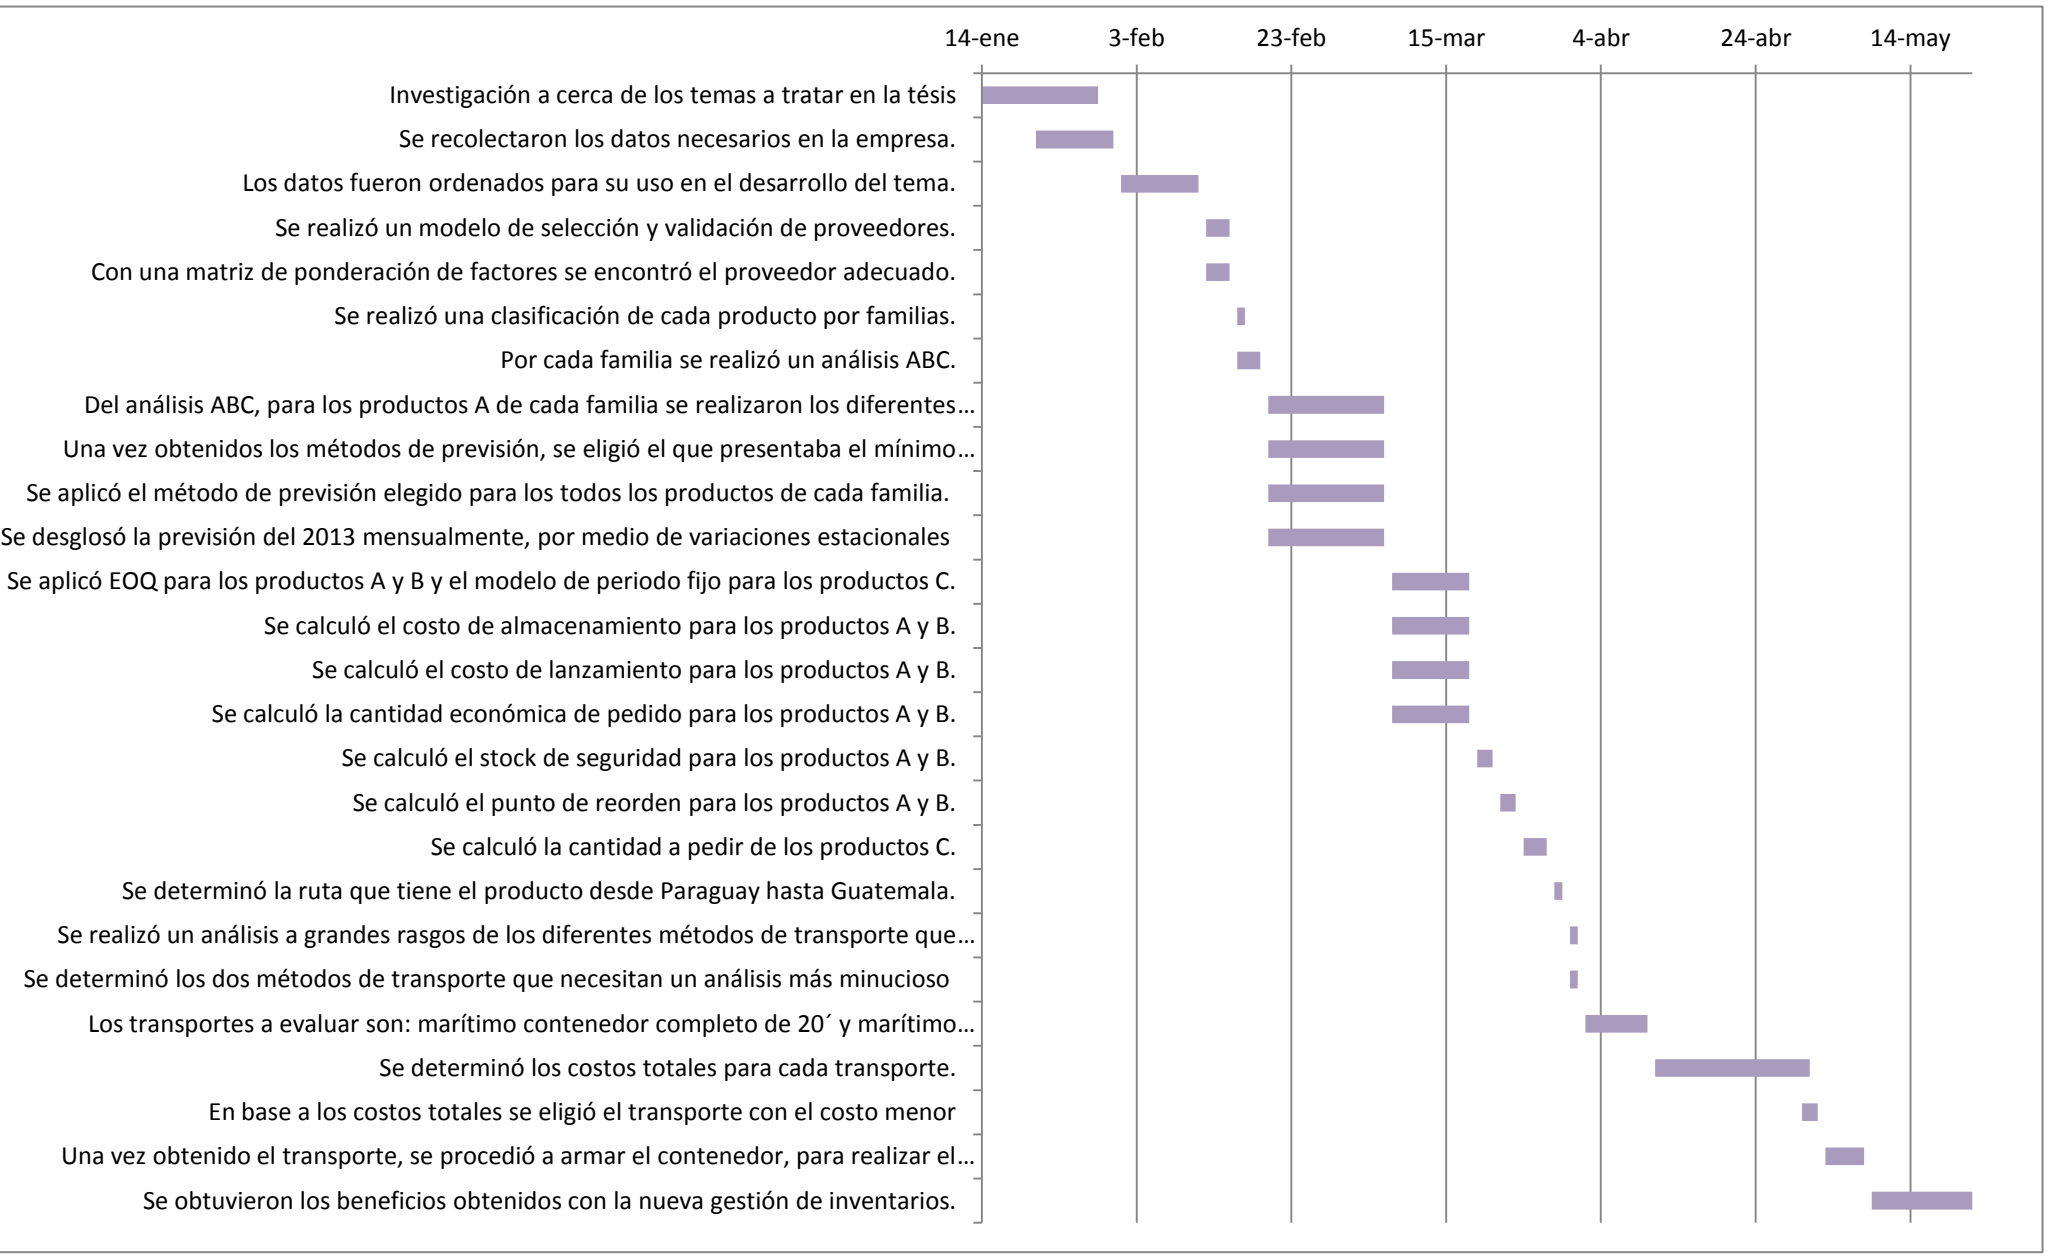 14-ene 3-feb 23-feb 15-mar 4-abr 24-abr 14-may
Investigación a cerca de los temas a tratar en la tésis
Se recolectaron los datos necesarios en la empresa.
Los datos fueron ordenados para su uso en el desarrollo del tema.
Se realizó un modelo de selección y validación de proveedores.
Con una matriz de ponderación de factores se encontró el proveedor adecuado.
Se realizó una clasificación de cada producto por familias.
Por cada familia se realizó un análisis ABC.
Del análisis ABC, para los productos A de cada familia se realizaron los diferentes...
Una vez obtenidos los métodos de previsión, se eligió el que presentaba el mínimo...
Se aplicó el método de previsión elegido para los todos los productos de cada familia.
Se desglosó la previsión del 2013 mensualmente, por medio de variaciones estacionales
Se aplicó EOQ para los productos A y B y el modelo de periodo fijo para los productos C.
Se calculó el costo de almacenamiento para los productos A y B.
Se calculó el costo de lanzamiento para los productos A y B.
Se calculó la cantidad económica de pedido para los productos A y B.
Se calculó el stock de seguridad para los productos A y B.
Se calculó el punto de reorden para los productos A y B.
Se calculó la cantidad a pedir de los productos C.
Se determinó la ruta que tiene el producto desde Paraguay hasta Guatemala.
Se realizó un análisis a grandes rasgos de los diferentes métodos de transporte que...
Se determinó los dos métodos de transporte que necesitan un análisis más minucioso
Los transportes a evaluar son: marítimo contenedor completo de 20´ y marítimo...
Se determinó los costos totales para cada transporte.
En base a los costos totales se eligió el transporte con el costo menor
Una vez obtenido el transporte, se procedió a armar el contenedor, para realizar el...
Se obtuvieron los beneficios obtenidos con la nueva gestión de inventarios.